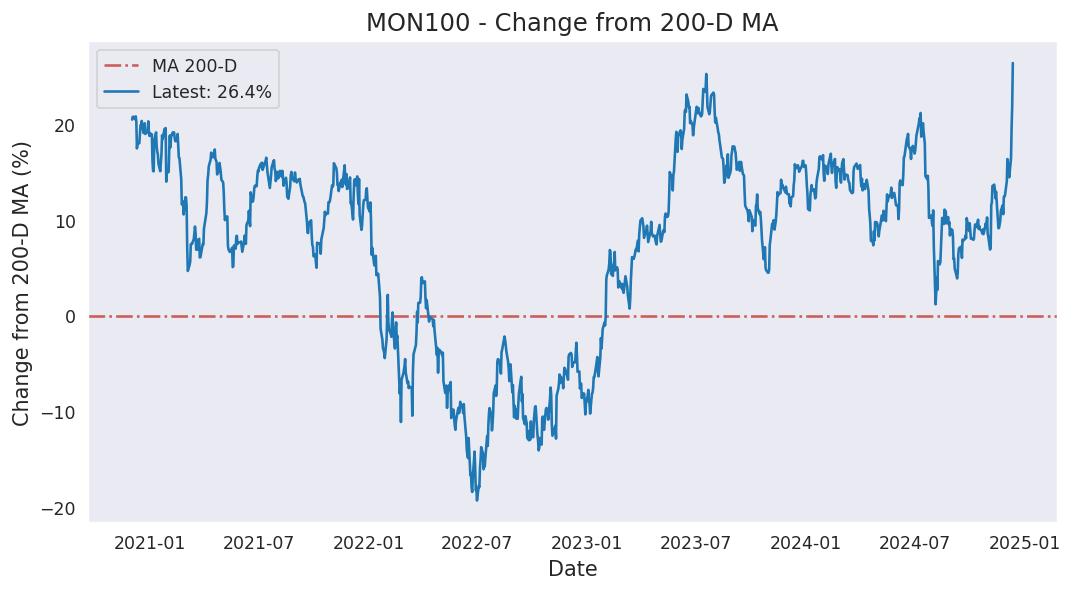 MON100 - Change from 200-D MA
MA 200-D
Latest: 26.4%
Change from 200-D MA (%)
20
10
0
−10
−20
2021-01
2021-07
2022-01
2022-07
2023-01
2023-07
2024-01
2024-07
2025-01
Date